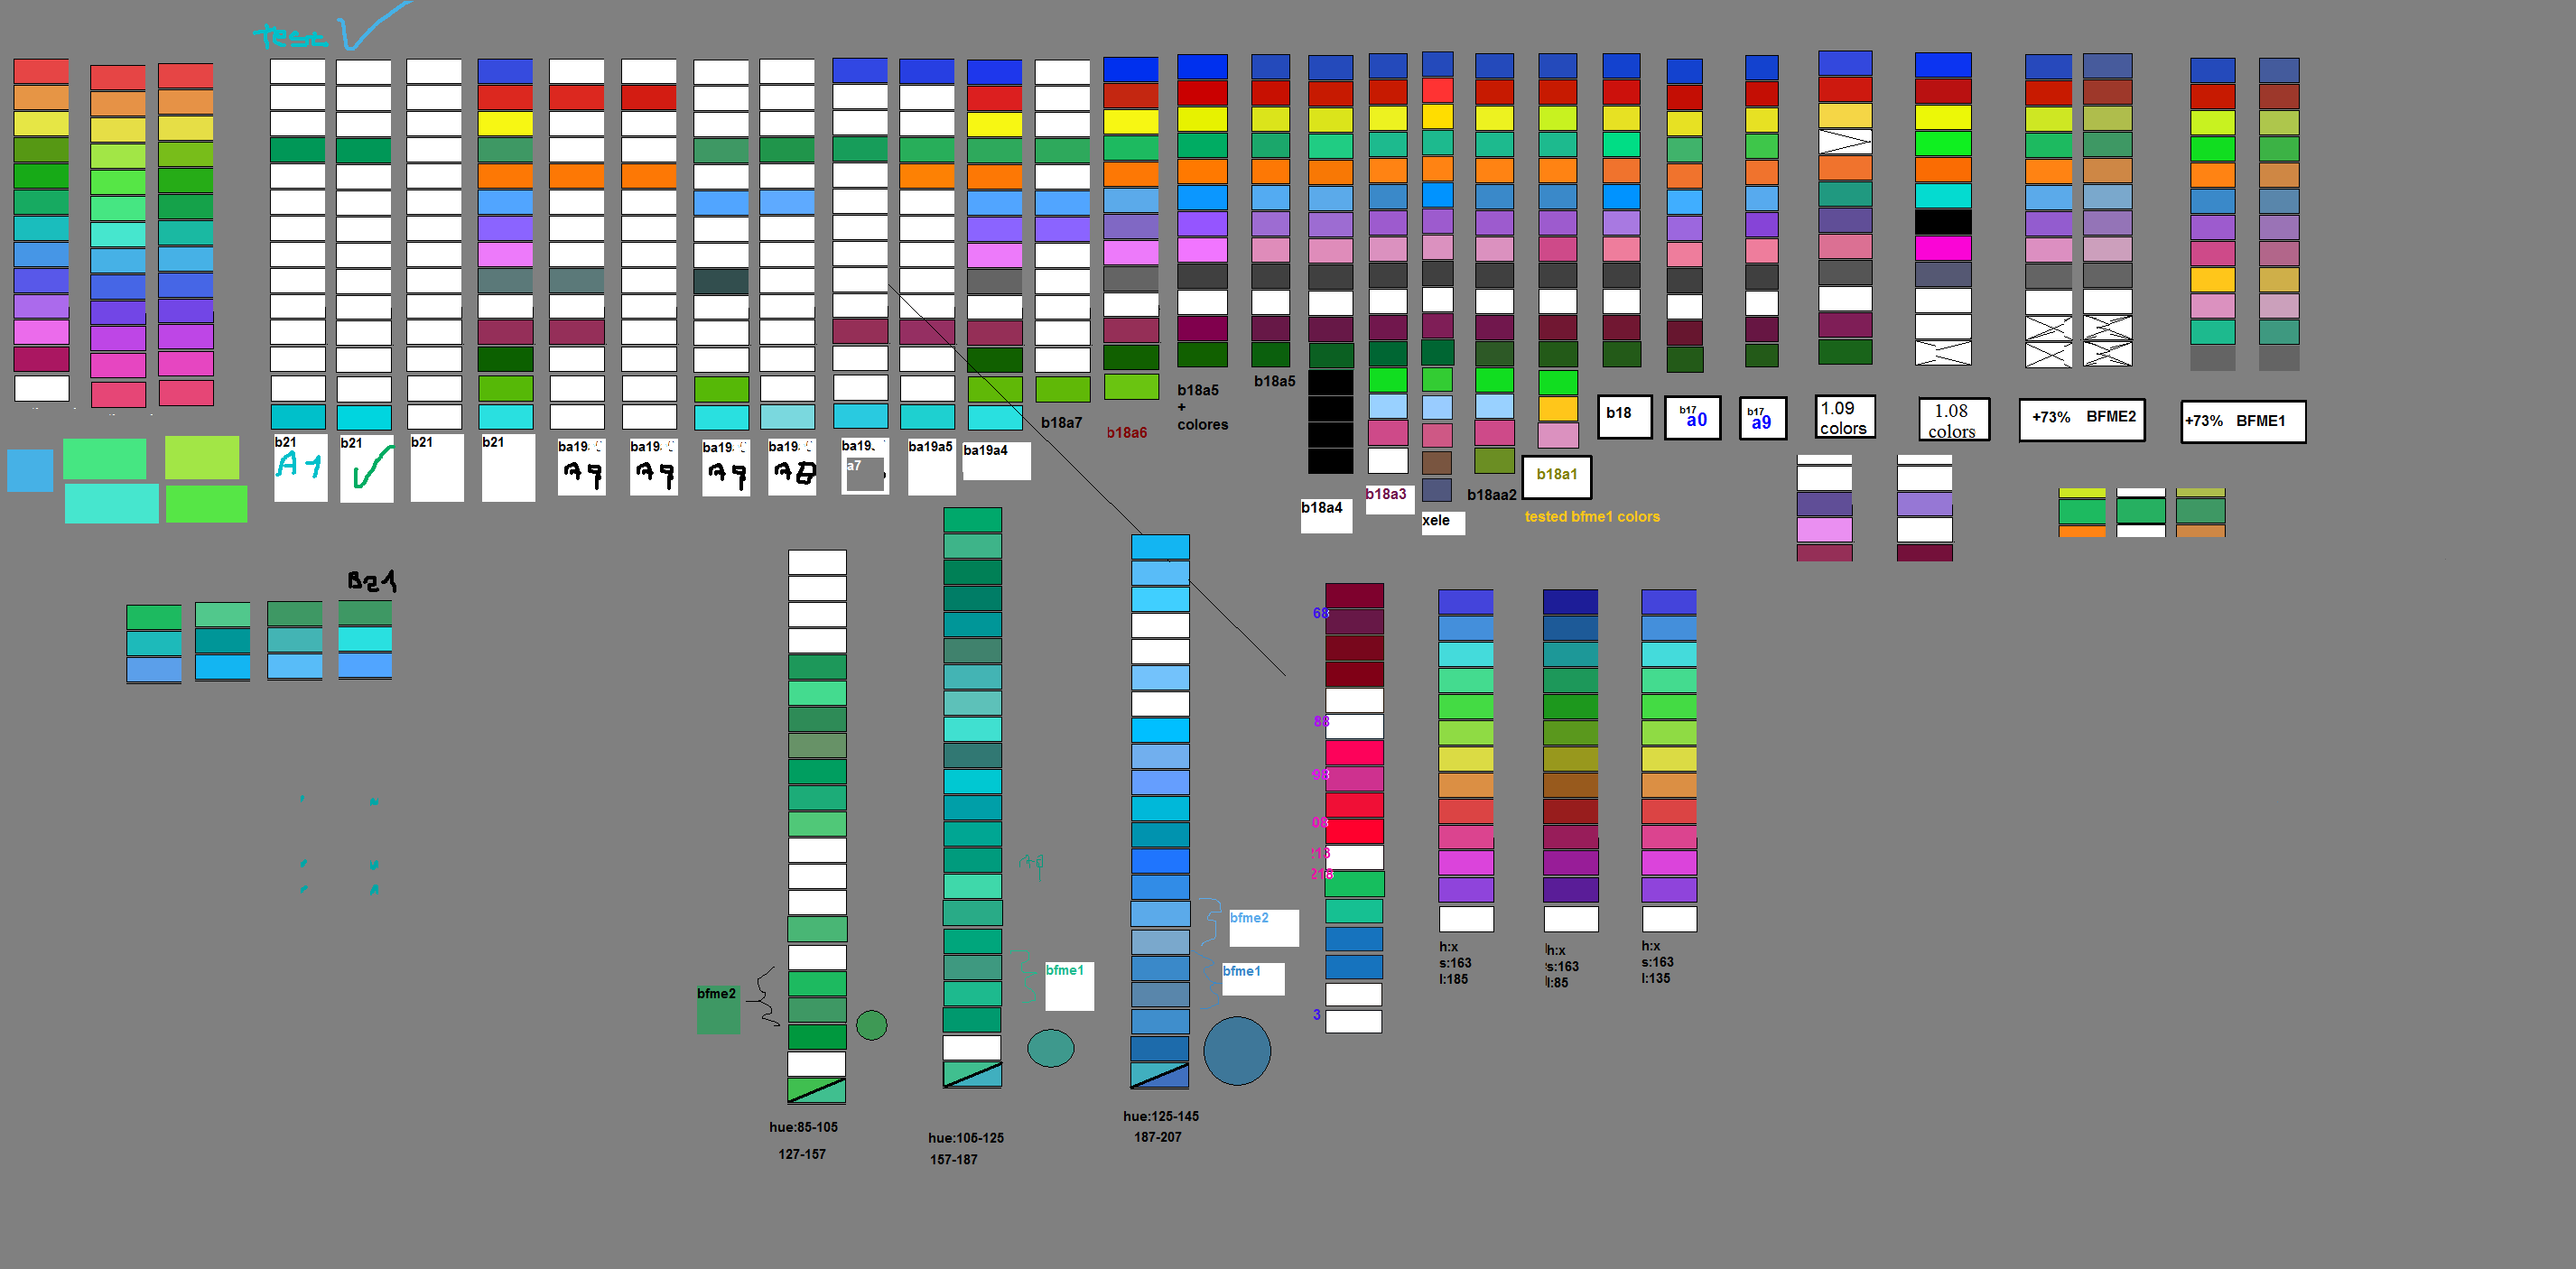 Test
b21
A1
b21
b21
b21
ba19.
a9
ba19.
a9
ba19.
a9
ba19.
a8
ba19.
a7
ba19a5
ba19a4
b18a7
b18a6
b18a5
+
colores
b18a5
b18a4
b18a3
xele
b18aa2
b18a1
tested bfme1 colors
b18
b17
a0
b17
a9
1.09
colors
1.08
colors
+73% BFME2
+73% BFME1
B21
68
88
98
08
218
3
bfme2
bfme1
bfme2
bfme1
h:x
s:163
l:185
h:x
s:163
l:85
h:x
s:163
l:135
hue:85-105
127-157
hue:105-125
157-187
hue:125-145
187-207